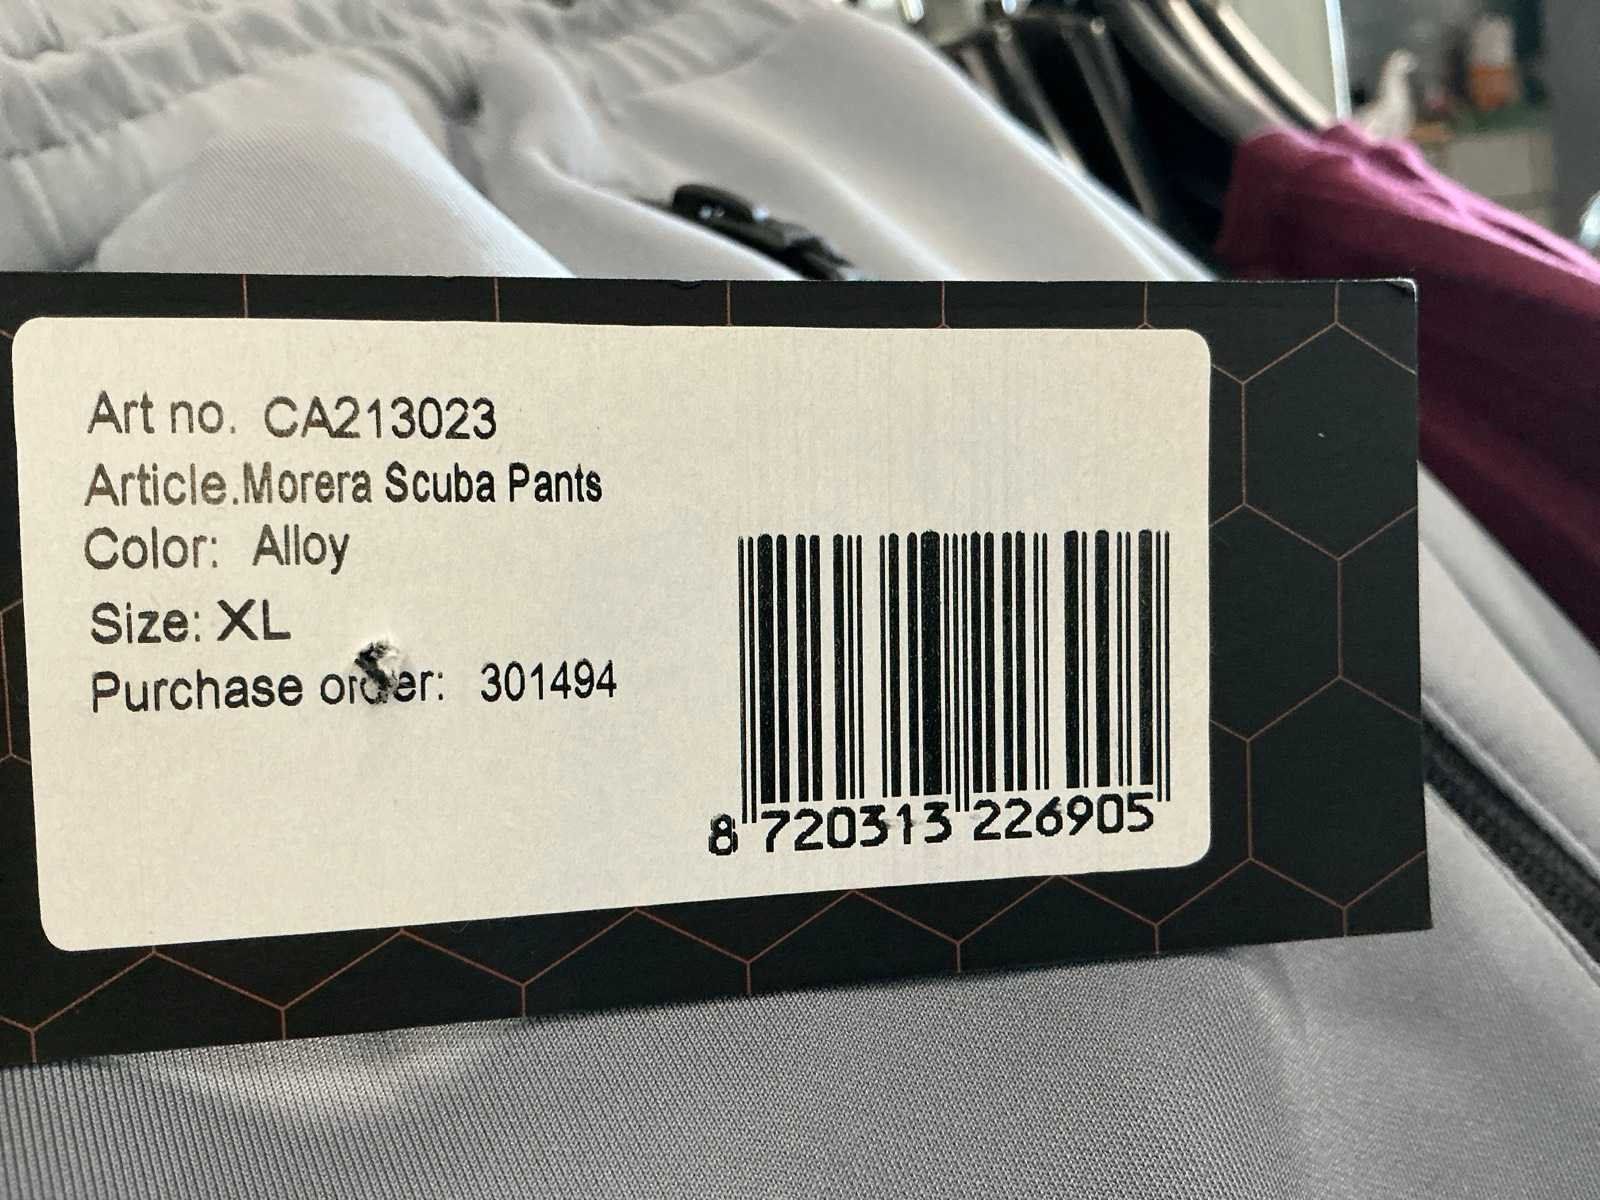 Art no. CA213023
Article.Morera Scuba Pants
Color: Alloy
Size: XL
Purchase order: 301494
8 720313 226905